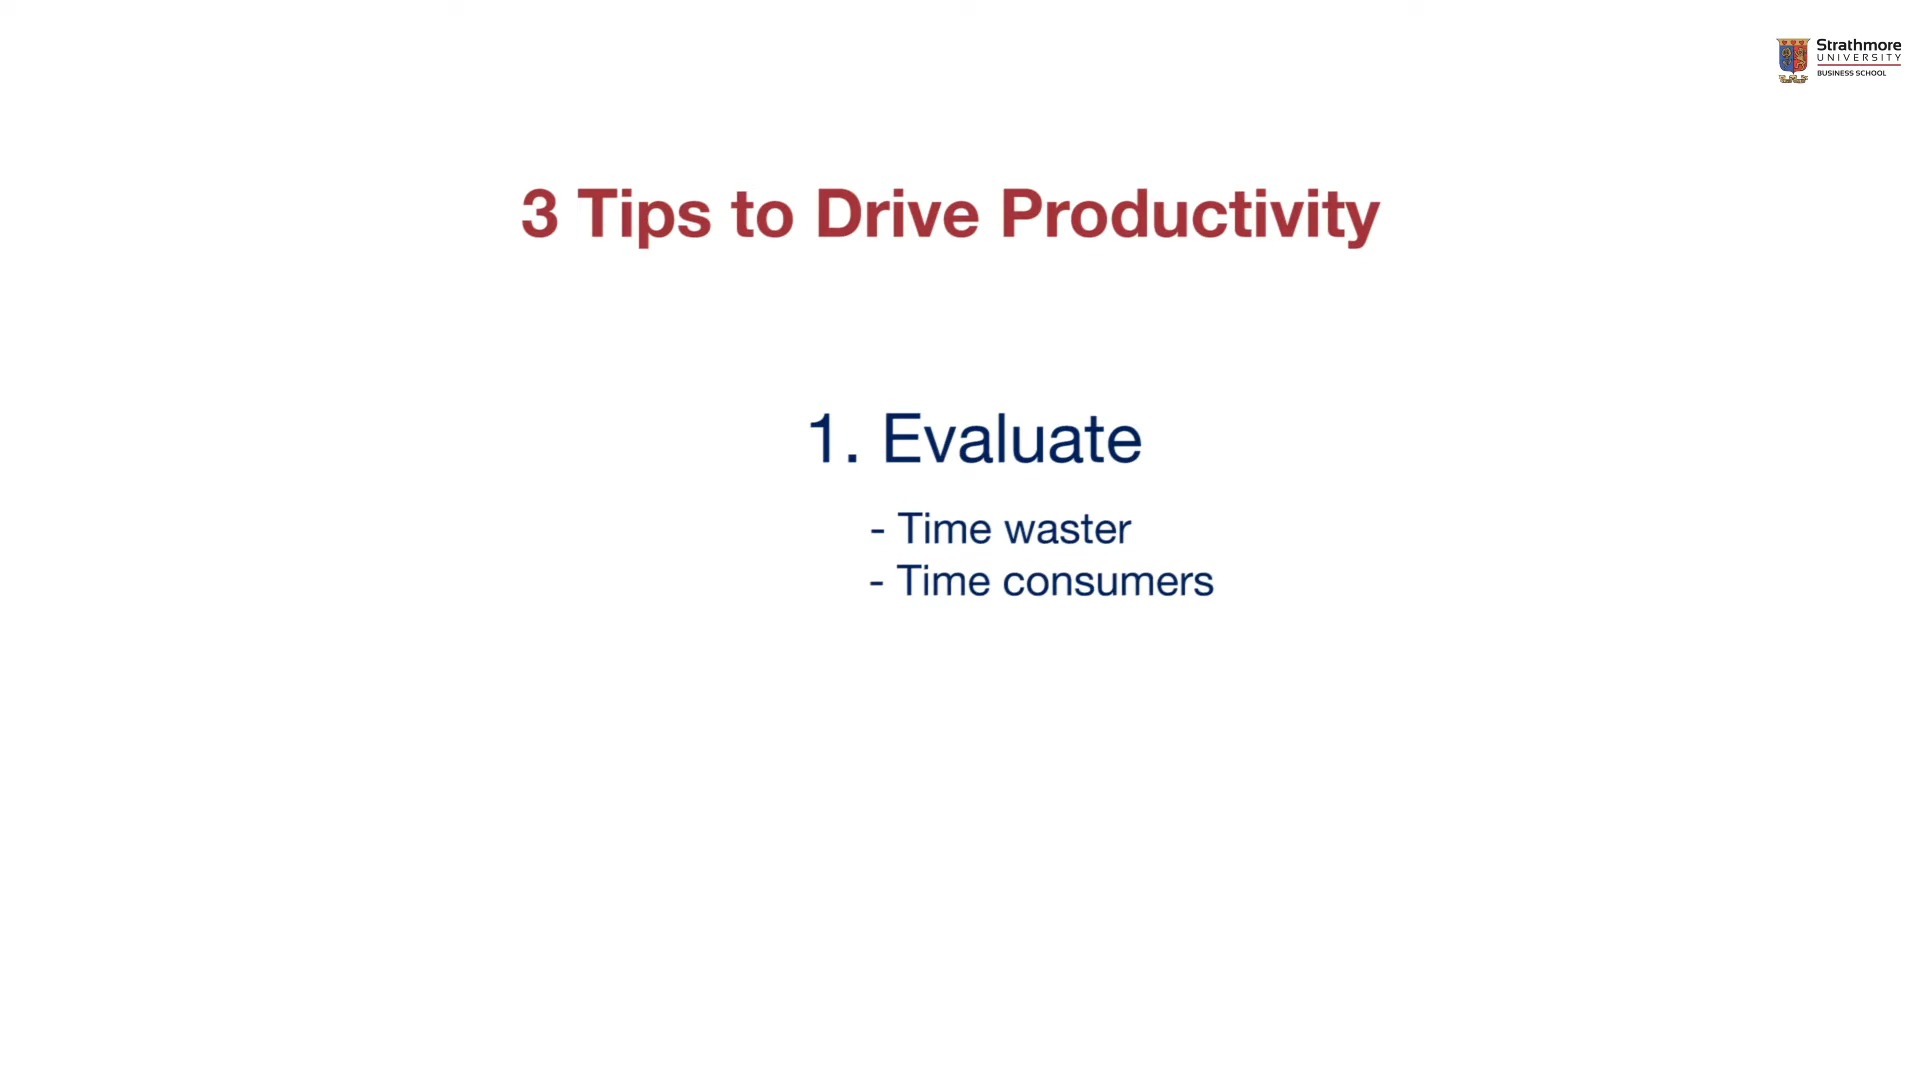 Strathmore
UNIVERSITY
BUSINESS SCHOOL
3 Tips to Drive Productivity
1. Evaluate
- Time waster
- Time consumers